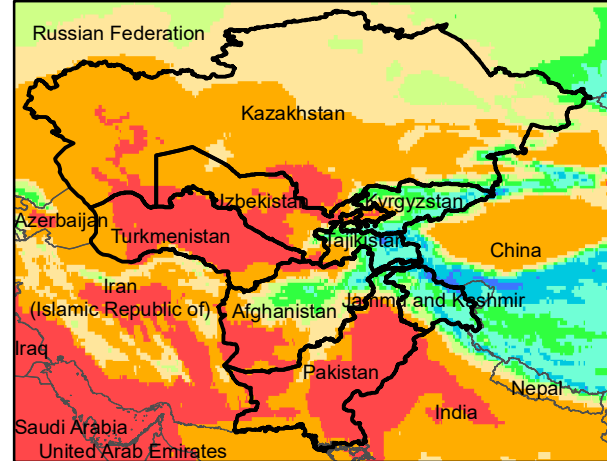 Russian Federation
Kazakhstan
Izbekistan
Kyrgyzstan
Azerbaijan
Turkmenistan
Tajikistan
China
Iran
(Islamic Republic of)
Afghanistan
Jammu and Kashmir
Iraq
Pakistan
Nepal
India
Saudi Arabia
United Arab Emirates